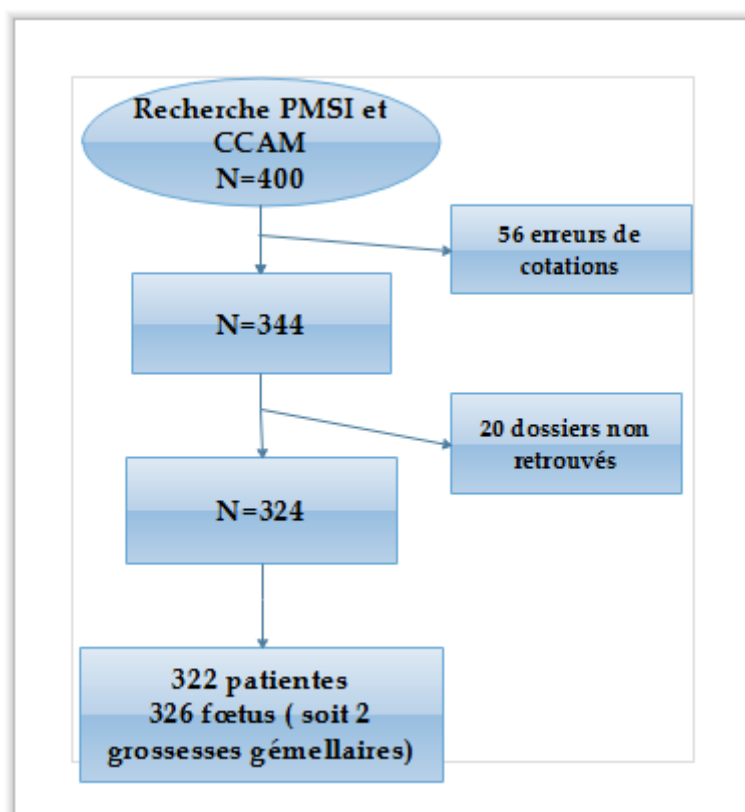 Recherche PMSI et
CCAM
N=400
56 erreurs de
cotations
N=344
20 dossiers non
retrouvés
N=324
322 patientes
326 fœtus ( soit 2
grossesses gémellaires)